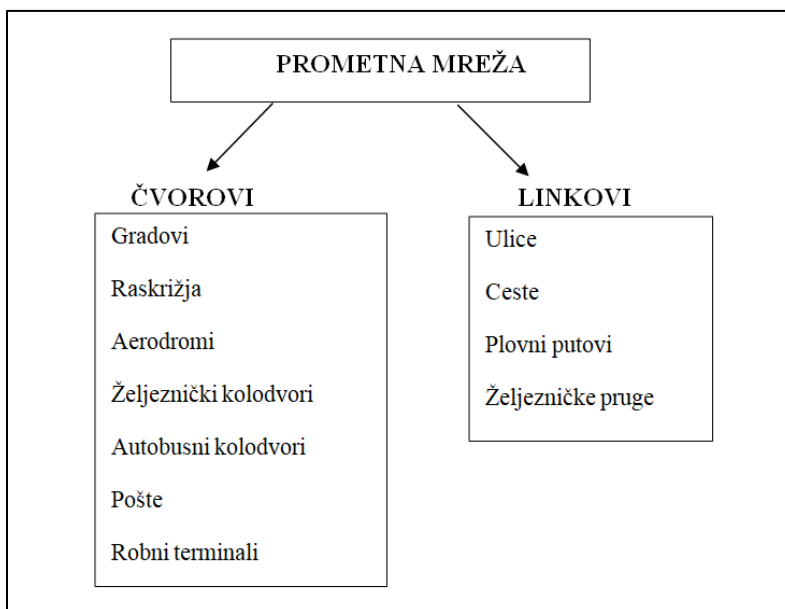 PROMETNA MREŽA
ČVOROVI
Gradovi
Raskrižja
Aerodromi
Željeznički kolodvori
Autobusni kolodvori
Pošte
Robni terminali
LINKOVI
Ulice
Ceste
Plovni putovi
Željezničke pruge